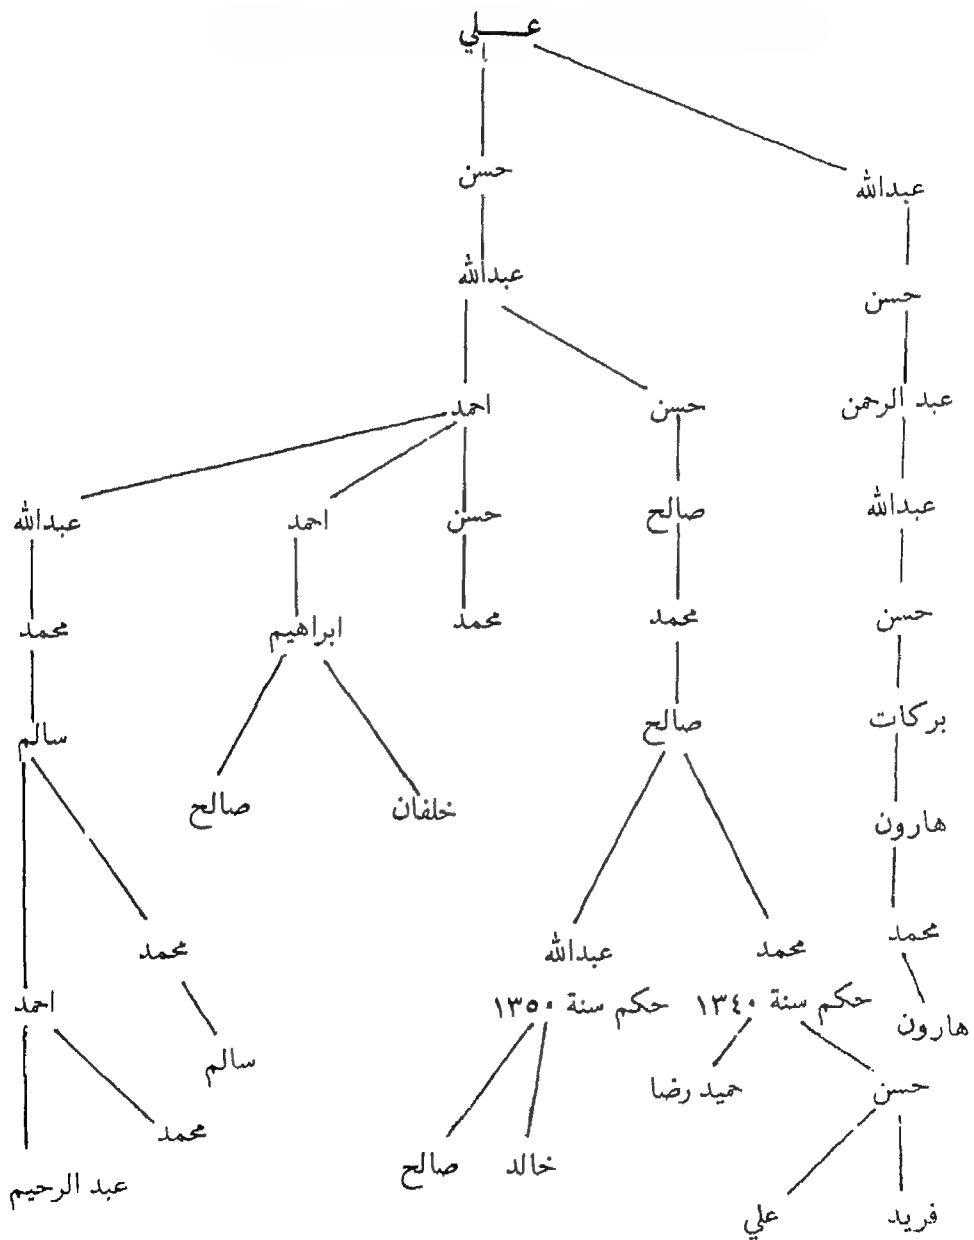 عـــلي
حسن
عبدالله
عبدالله
حسن
احمد
حسن
عبد الرحمن
عبدالله
احمد
حسن
صالح
عبدالله
محمد
ابراهيم
محمد
محمد
حسن
سالم
صالح
بركات
صالح
خلفان
هارون
محمد
عبدالله
محمد
محمد
احمد
حكم سنة ١٣٥٠
حكم سنة ١٣٤٠
هارون
سالم
حميد رضا
حسن
محمد
صالح
خالد
عبد الرحيم
علي
فريد